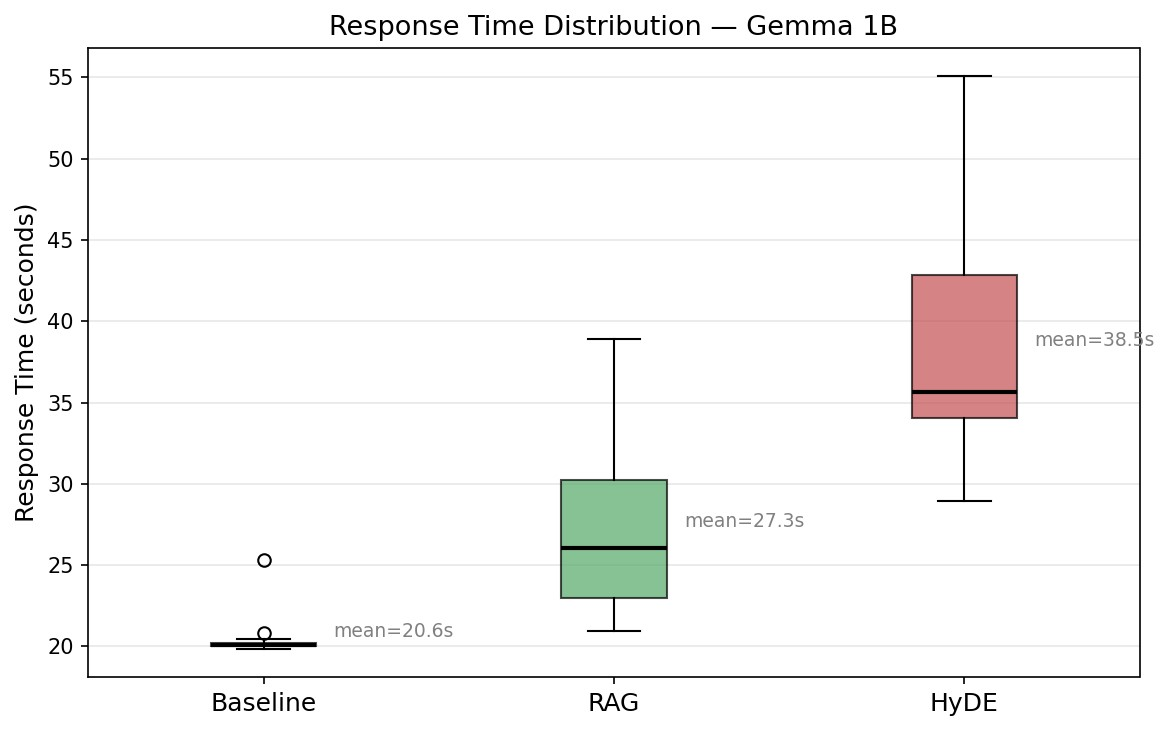 Response Time Distribution — Gemma 1B
Response Time (seconds)
55
50
45
40
35
30
25
20
mean=20.6s
mean=27.3s
mean=38.5s
Baseline
RAG
HyDE